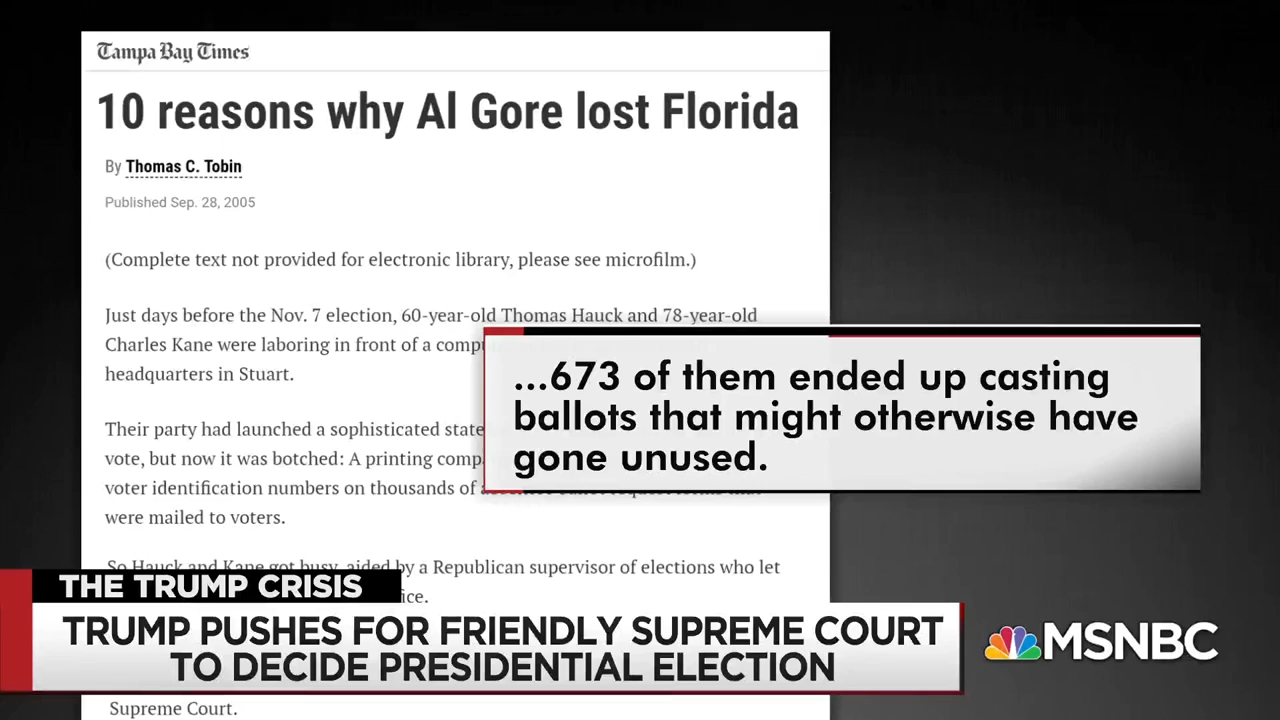 Tampa Bay Times
10 reasons why Al Gore lost Florida
By Thomas C. Tobin
Published Sep. 28, 2005
(Complete text not provided for electronic library, please see microfilm.)
Just days before the Nov. 7 election, 60-year-old Thomas Hauck and 78-year-old
Charles Kane were laboring in front of a
headquarters in Stuart.
Their party had launched a sophisticated
vote, but now it was botched: A printing
voter identification numbers on thousands of
were mailed to voters.
...673 of them ended up casting
ballots that might otherwise have
gone unused.
So Hauck and Kane got busy, aided by a Republican supervisor of elections who let
THE TRUMP CRISIS
TRUMP PUSHES FOR FRIENDLY SUPREME COURT
TO DECIDE PRESIDENTIAL ELECTION
MSNBC
Supreme Court.